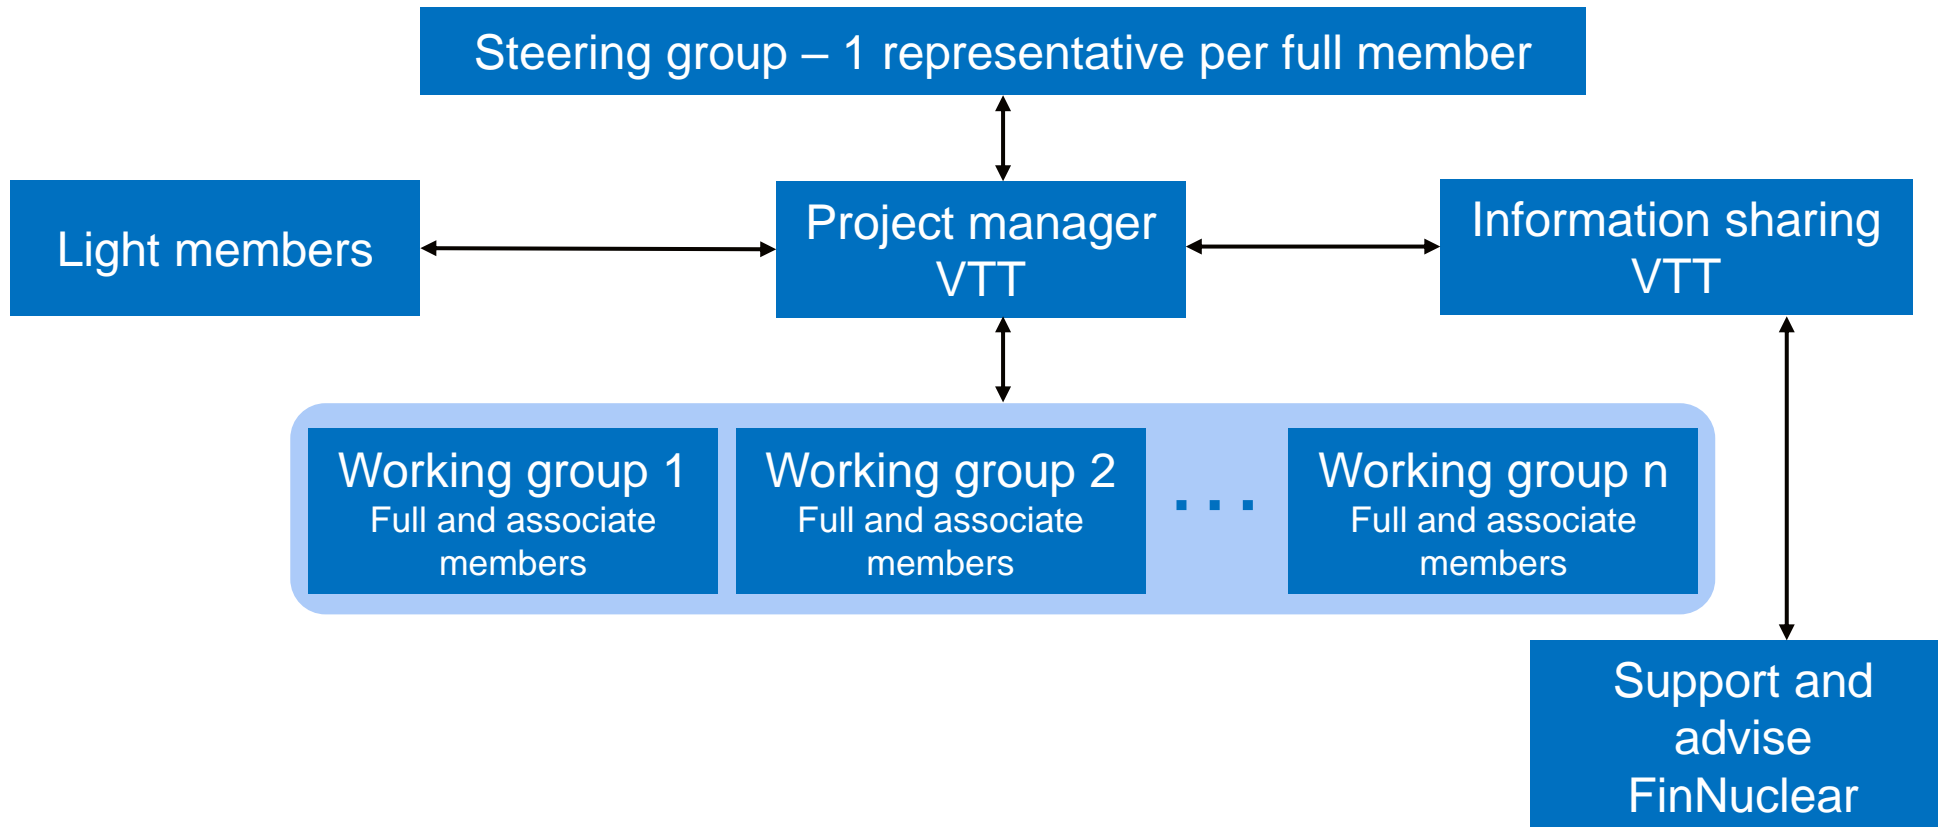 Steering group – 1 representative per full member
Light members
Project manager
VTT
Information sharing
VTT
Working group 1
Full and associate
members
Working group 2
Full and associate
members
...
Working group n
Full and associate
members
Support and
advise
FinNuclear